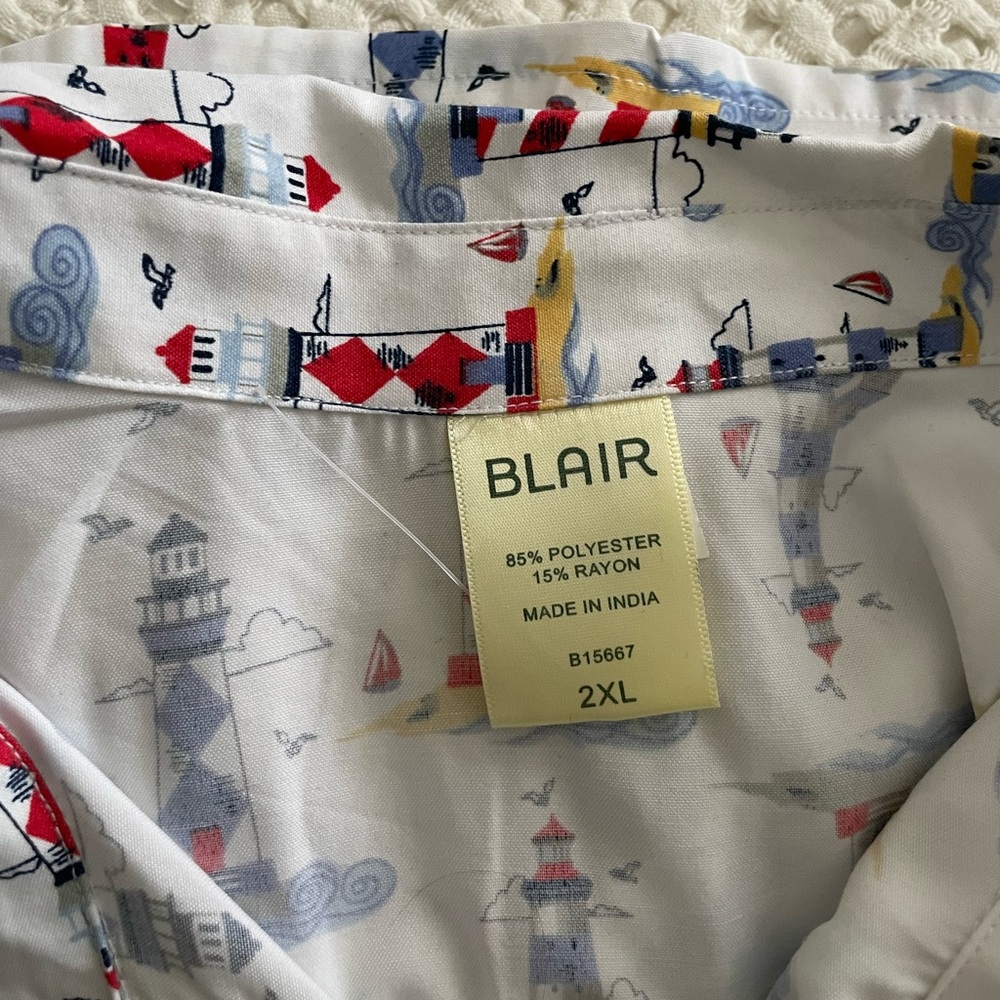 BLAIR
85% POLYESTER
15% RAYON
MADE IN INDIA
B15667
2XL